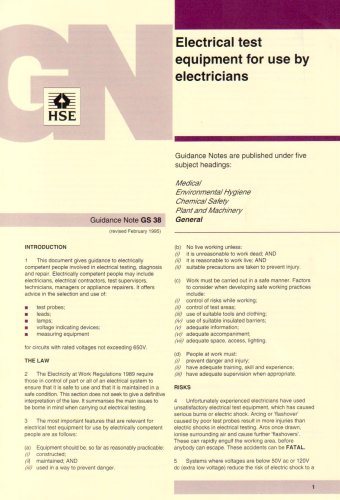 GN
HSE
Electrical test
equipment for use by
electricians
Guidance Notes are published under five
subject headings:
Medical
Environmental Hygiene
Chemical Safety
Plant and Machinery
General
Guidance Note GS 38
(revised February 1995)
INTRODUCTION
1 This document gives guidance to electrically
competent people involved in electrical testing, diagnosis
and repair. Electrically competent people may include
electricians, electrical contractors, test supervisors,
technicians, managers or appliance repairers. It offers
advice in the selection and use of:
■ test probes;
■ leads;
■ lamps;
■ voltage indicating devices;
■ measuring equipment
for circuits with rated voltages not exceeding 650V.
THE LAW
2 The Electricity at Work Regulations 1989 require
those in control of part or all of an electrical system to
ensure that it is safe to use and that it is maintained in a
safe condition. This section does not seek to give a definitive
interpretation of the law. It summarises the main issues to
be borne in mind when carrying out electrical testing.
3 The most important features that are relevant for
electrical test equipment for use by electrically competent
people are as follows:
(a) Equipment should be, so far as reasonably practicable:
(i) constructed;
(ii) maintained; AND
(iii) used in a way to prevent danger.
(b) No live working unless:
(i) it is unreasonable to work dead; AND
(ii) it is reasonable to work live; AND
(iii) suitable precautions are taken to prevent injury.
(c) Work must be carried out in a safe manner. Factors
to consider when developing safe working practices
include:
(i) control of risks while working;
(ii) control of test areas;
(iii) use of suitable tools and clothing;
(iv) use of suitable insulated barriers;
(v) adequate information;
(vi) adequate accompaniment;
(vii) adequate space, access, lighting.
(d) People at work must:
(i) prevent danger and injury;
(ii) have adequate training, skill and experience;
(iii) have adequate supervision when appropriate.
RISKS
4 Unfortunately experienced electricians have used
unsatisfactory electrical test equipment, which has caused
serious burns or electric shock. Arcing or 'flashover'
caused by poor test probes result in more injuries than
electric shocks in electrical testing. Arcs once drawn,
ionise surrounding air and cause further 'flashovers'.
These can rapidly engulf the working area, before
anybody can escape. These accidents can be FATAL.
5 Systems where voltages are below 50V ac or 120V
dc (extra low voltage) reduce the risk of electric shock to a
1